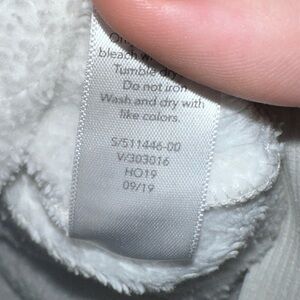 bleach
Tumble dry
Do not iron
Wash and dry with
like colors.
S/511446-00
V/303016
HO19
09/19